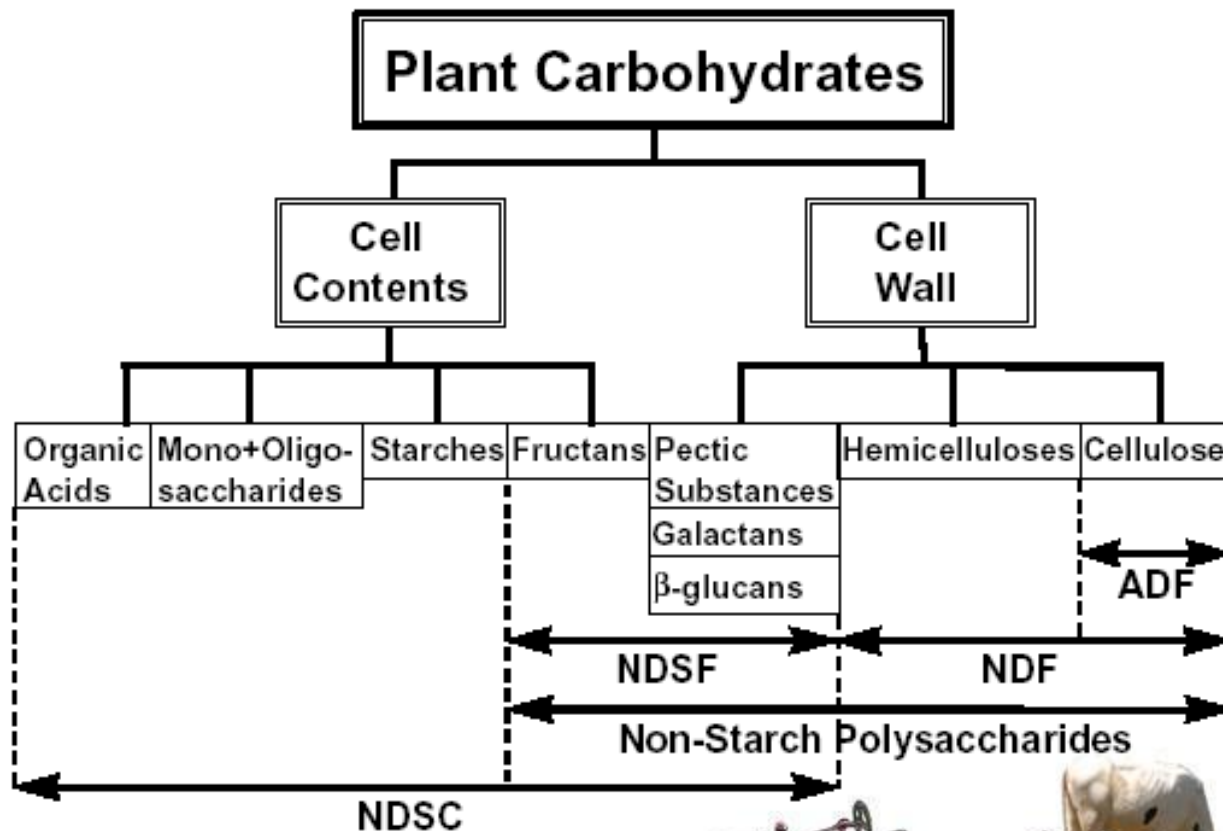 Plant Carbohydrates
Cell
Contents
Cell
Wall
Organic
Acids
Mono+Oligo-
saccharides
Starches
Fructans
Pectic
Substances
Galactans
β-glucans
Hemicelluloses
Cellulose
ADF
NDSF
NDF
Non-Starch Polysaccharides
NDSC